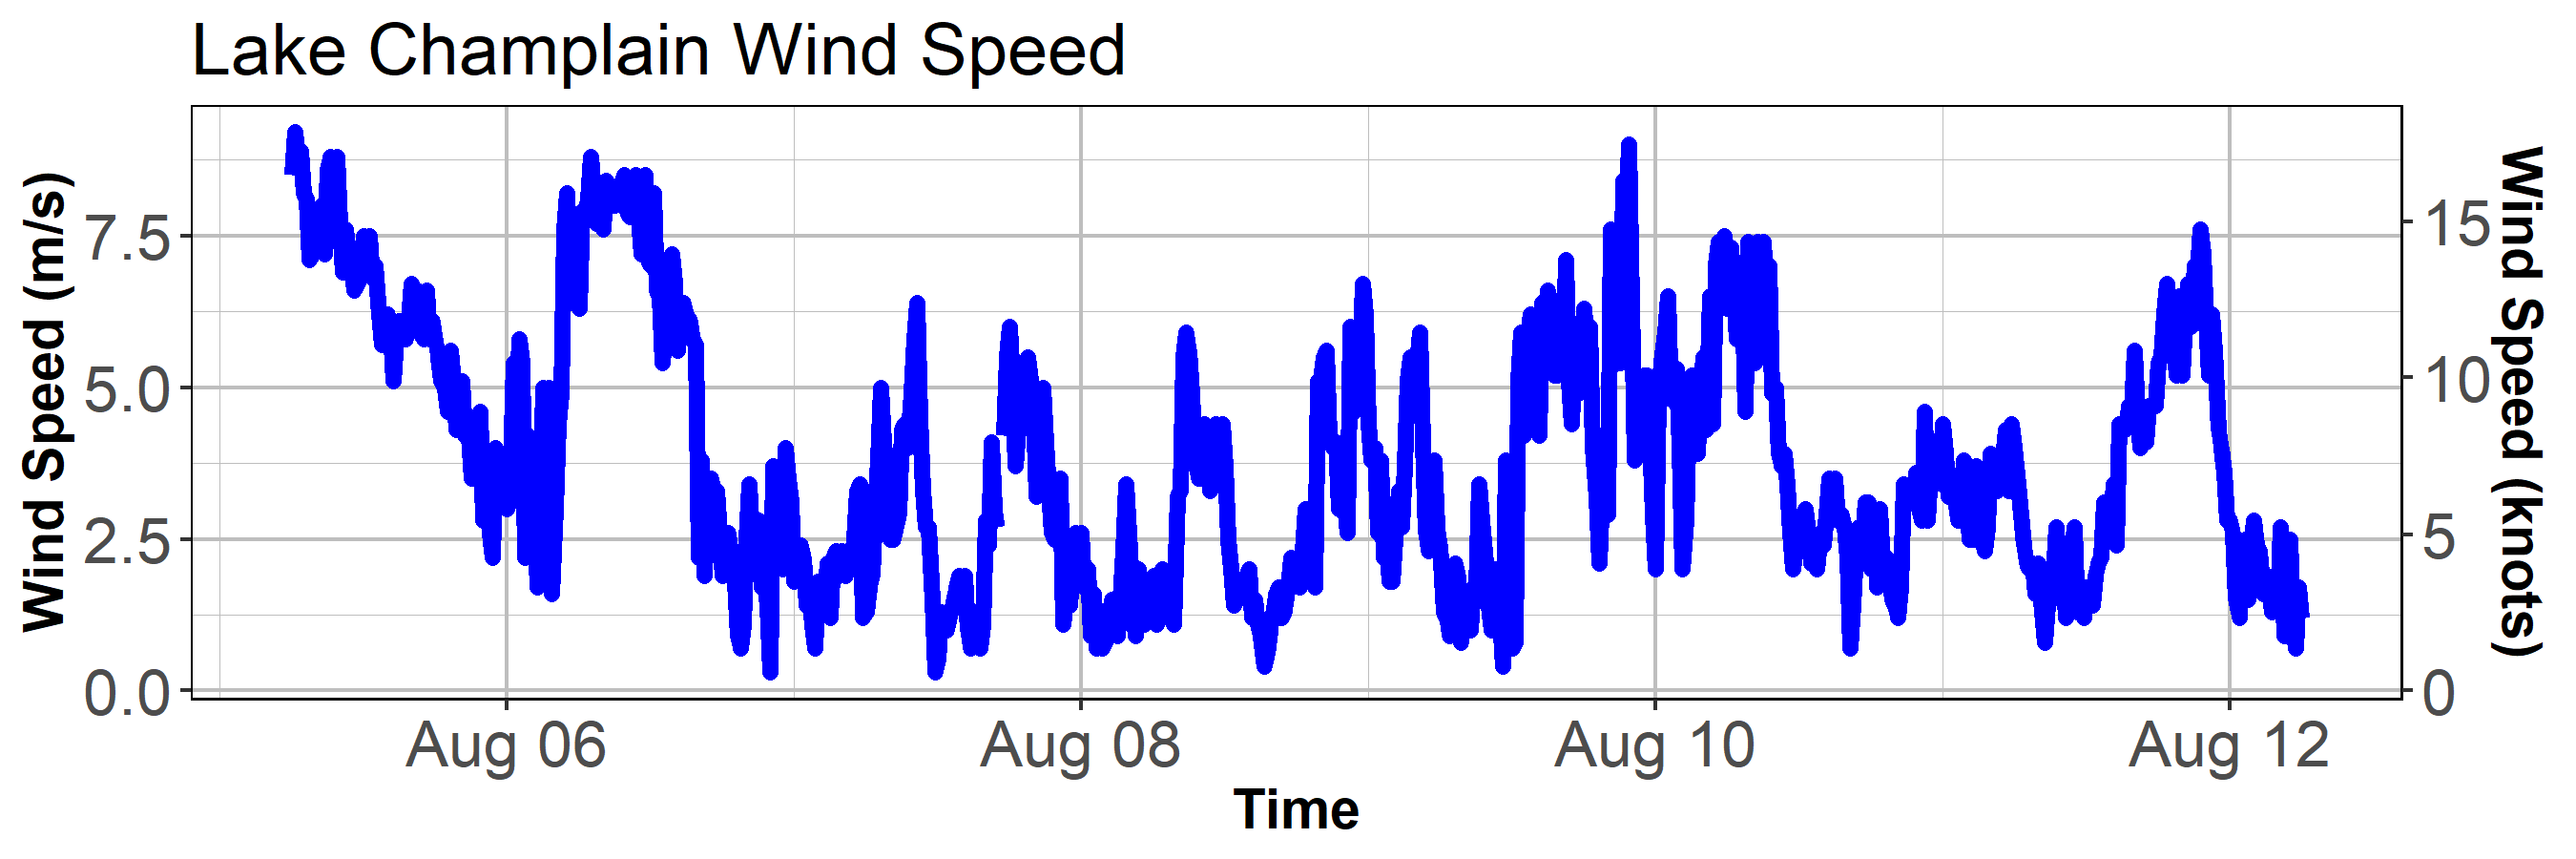 Lake Champlain Wind Speed
Wind Speed (m/s)
7.5
5.0
2.5
0.0
15
10
5
0
Wind Speed (knots)
Aug 06
Aug 08
Aug 10
Aug 12
Time